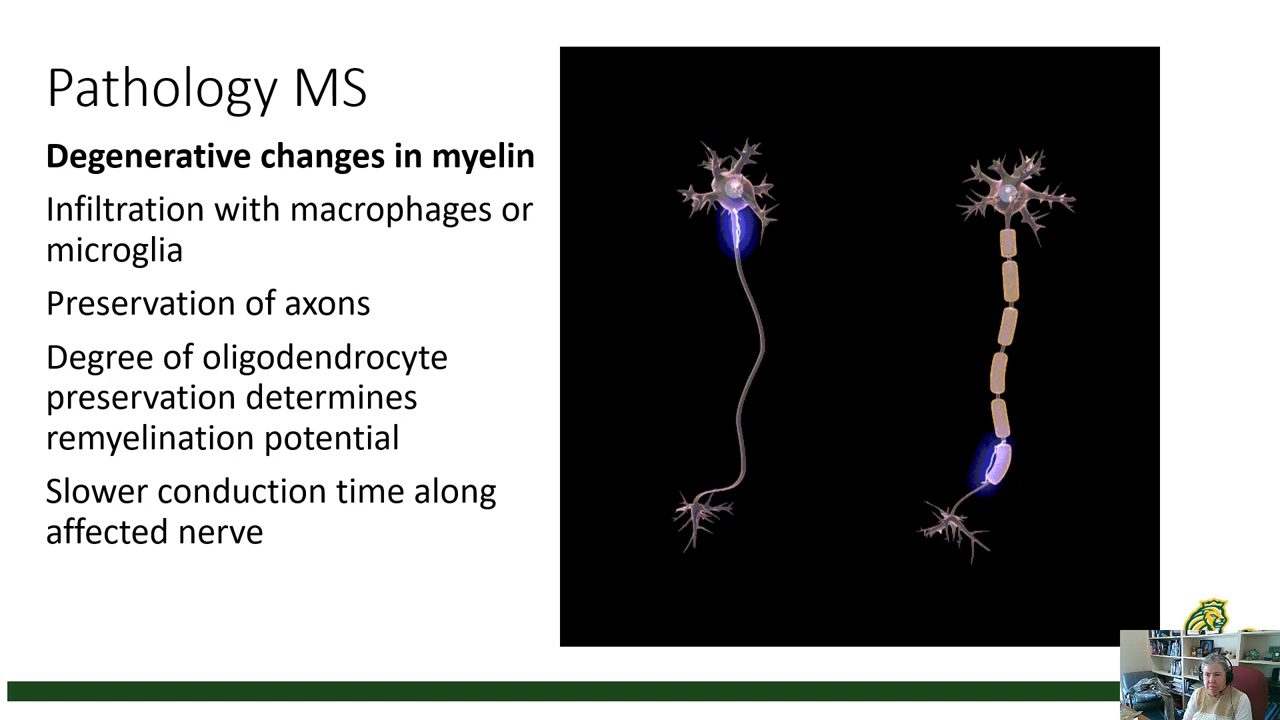 Pathology MS
Degenerative changes in myelin
Infiltration with macrophages or
microglia
Preservation of axons
Degree of oligodendrocyte
preservation determines
remyelination potential
Slower conduction time along
affected nerve